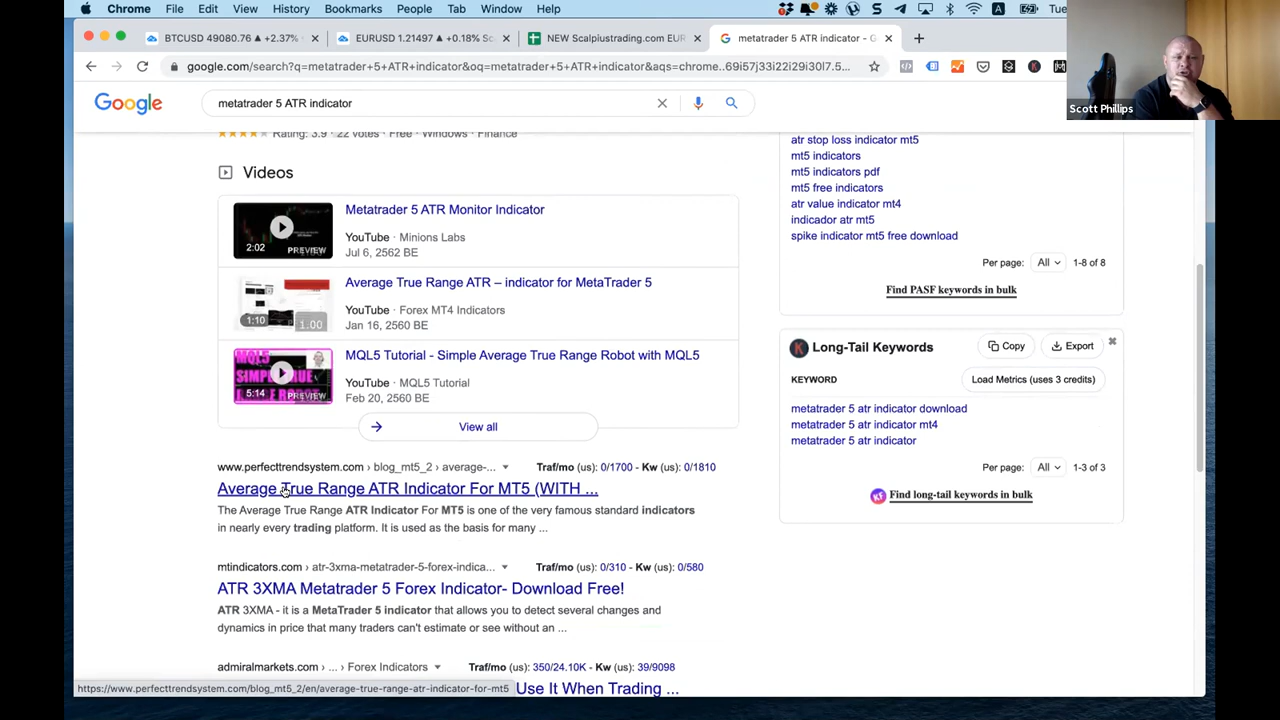 Chrome File Edit View History Bookmarks People Tab Window Help Tue
BTCUSD 49080.76 ▲ +2.37%
EURUSD 1.21497 ▲ +0.18% Sc
NEW Scalpiustrading.com EUR
metatrader 5 ATR indicator - G
google.com/search?q=metatrader+5+ATR+indicator&oq=metatrader+5+ATR+indicator&aqs=chrome..69i57j33i22i29i30l7.5...
Scott Phillips
Google
metatrader 5 ATR indicator
Rating: 3.9 · 22 votes · Free · Windows · Finance
Videos
Metatrader 5 ATR Monitor Indicator
YouTube · Minions Labs
Jul 6, 2562 BE
2:02
PREVIEW
Average True Range ATR – indicator for MetaTrader 5
YouTube · Forex MT4 Indicators
Jan 16, 2560 BE
1:10
1.00
MQL5 Tutorial - Simple Average True Range Robot with MQL5
YouTube · MQL5 Tutorial
Feb 20, 2560 BE
MQL5
SIMPLE
TRUE
5:14
PREVIEW
View all
www.perfecttrendsystem.com › blog_mt5_2 › average-...
Traf/mo (us): 0/1700 - Kw (us): 0/1810
Average True Range ATR Indicator For MT5 (WITH ...
The Average True Range ATR Indicator For MT5 is one of the very famous standard indicators
in nearly every trading platform. It is used as the basis for many ...
mtindicators.com › atr-3xma-metatrader-5-forex-indica...
Traf/mo (us): 0/310 - Kw (us): 0/580
ATR 3XMA Metatrader 5 Forex Indicator- Download Free!
ATR 3XMA - it is a MetaTrader 5 indicator that allows you to detect several changes and
dynamics in price that many traders can't estimate or see without an ...
admiralmarkets.com › ... › Forex Indicators
Traf/mo (us): 350/24.10K - Kw (us): 39/9098
Use It When Trading ...
https://www.perfecttrendsystem.com/blog_mt5_2/en/average-true-range-atr-indicator-for-mt5
atr stop loss indicator mt5
mt5 indicators
mt5 indicators pdf
mt5 free indicators
atr value indicator mt4
indicador atr mt5
spike indicator mt5 free download
Per page: All 1-8 of 8
Find PASF keywords in bulk
Long-Tail Keywords
Copy
Export
KEYWORD
Load Metrics (uses 3 credits)
metatrader 5 atr indicator download
metatrader 5 atr indicator mt4
metatrader 5 atr indicator
Per page: All 1-3 of 3
Find long-tail keywords in bulk